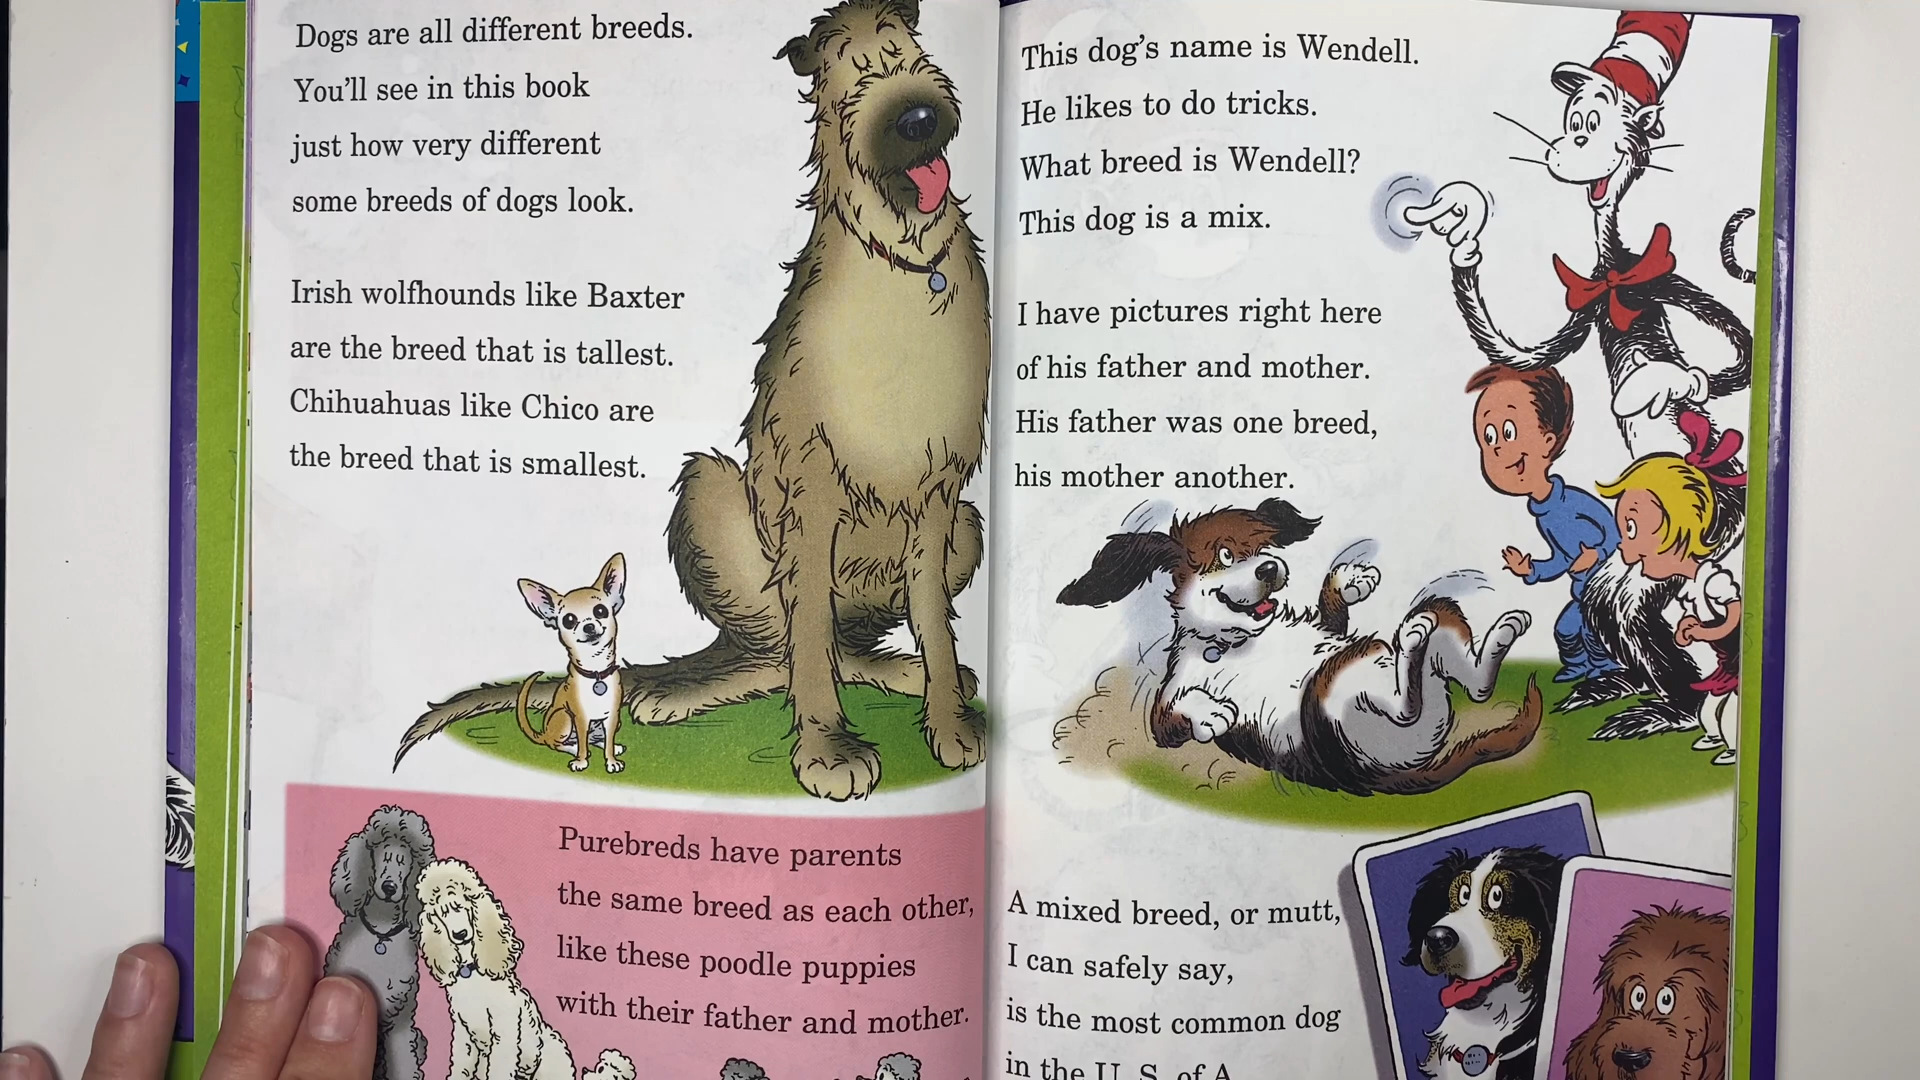 Dogs are all different breeds.
You'll see in this book
just how very different
some breeds of dogs look.
Irish wolfhounds like Baxter
are the breed that is tallest.
Chihuahuas like Chico are
the breed that is smallest.
Purebreds have parents
the same breed as each other,
like these poodle puppies
with their father and mother.
This dog's name is Wendell.
He likes to do tricks.
What breed is Wendell?
This dog is a mix.
I have pictures right here
of his father and mother.
His father was one breed,
his mother another.
A mixed breed, or mutt,
I can safely say,
is the most common dog
in the U. S. of A.